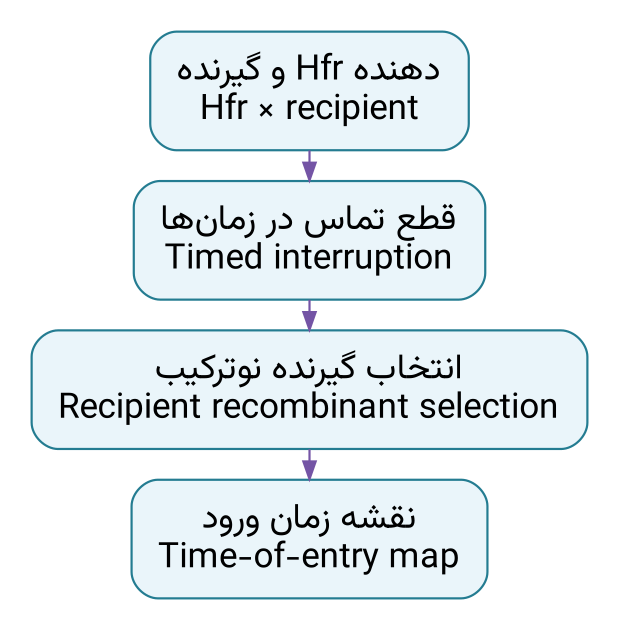 دهنده Hfr و گیرنده
Hfr × recipient
قطع تماس در زمان‌ها
Timed interruption
انتخاب گیرنده نوترکیب
Recipient recombinant selection
نقشه زمان ورود
Time-of-entry map